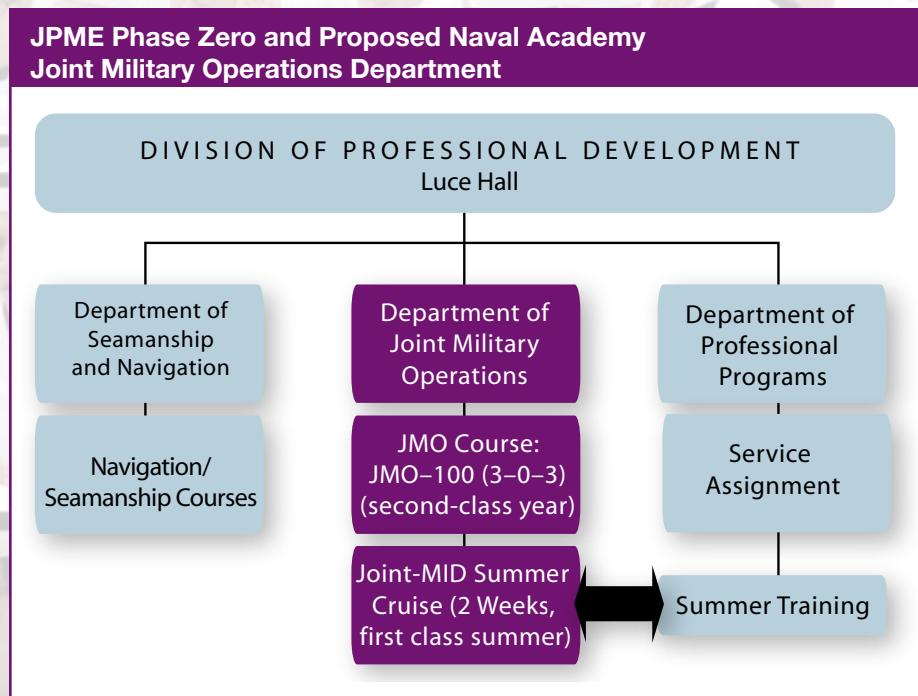 JPME Phase Zero and Proposed Naval Academy
Joint Military Operations Department
DIVISION OF PROFESSIONAL DEVELOPMENT
Luce Hall
Department of
Seamanship
and Navigation
Navigation/
Seamanship Courses
Department of
Joint Military
Operations
JMO Course:
JMO–100 (3–0–3)
(second-class year)
Joint-MID Summer
Cruise (2 Weeks,
first class summer)
Department of
Professional
Programs
Service
Assignment
Summer Training